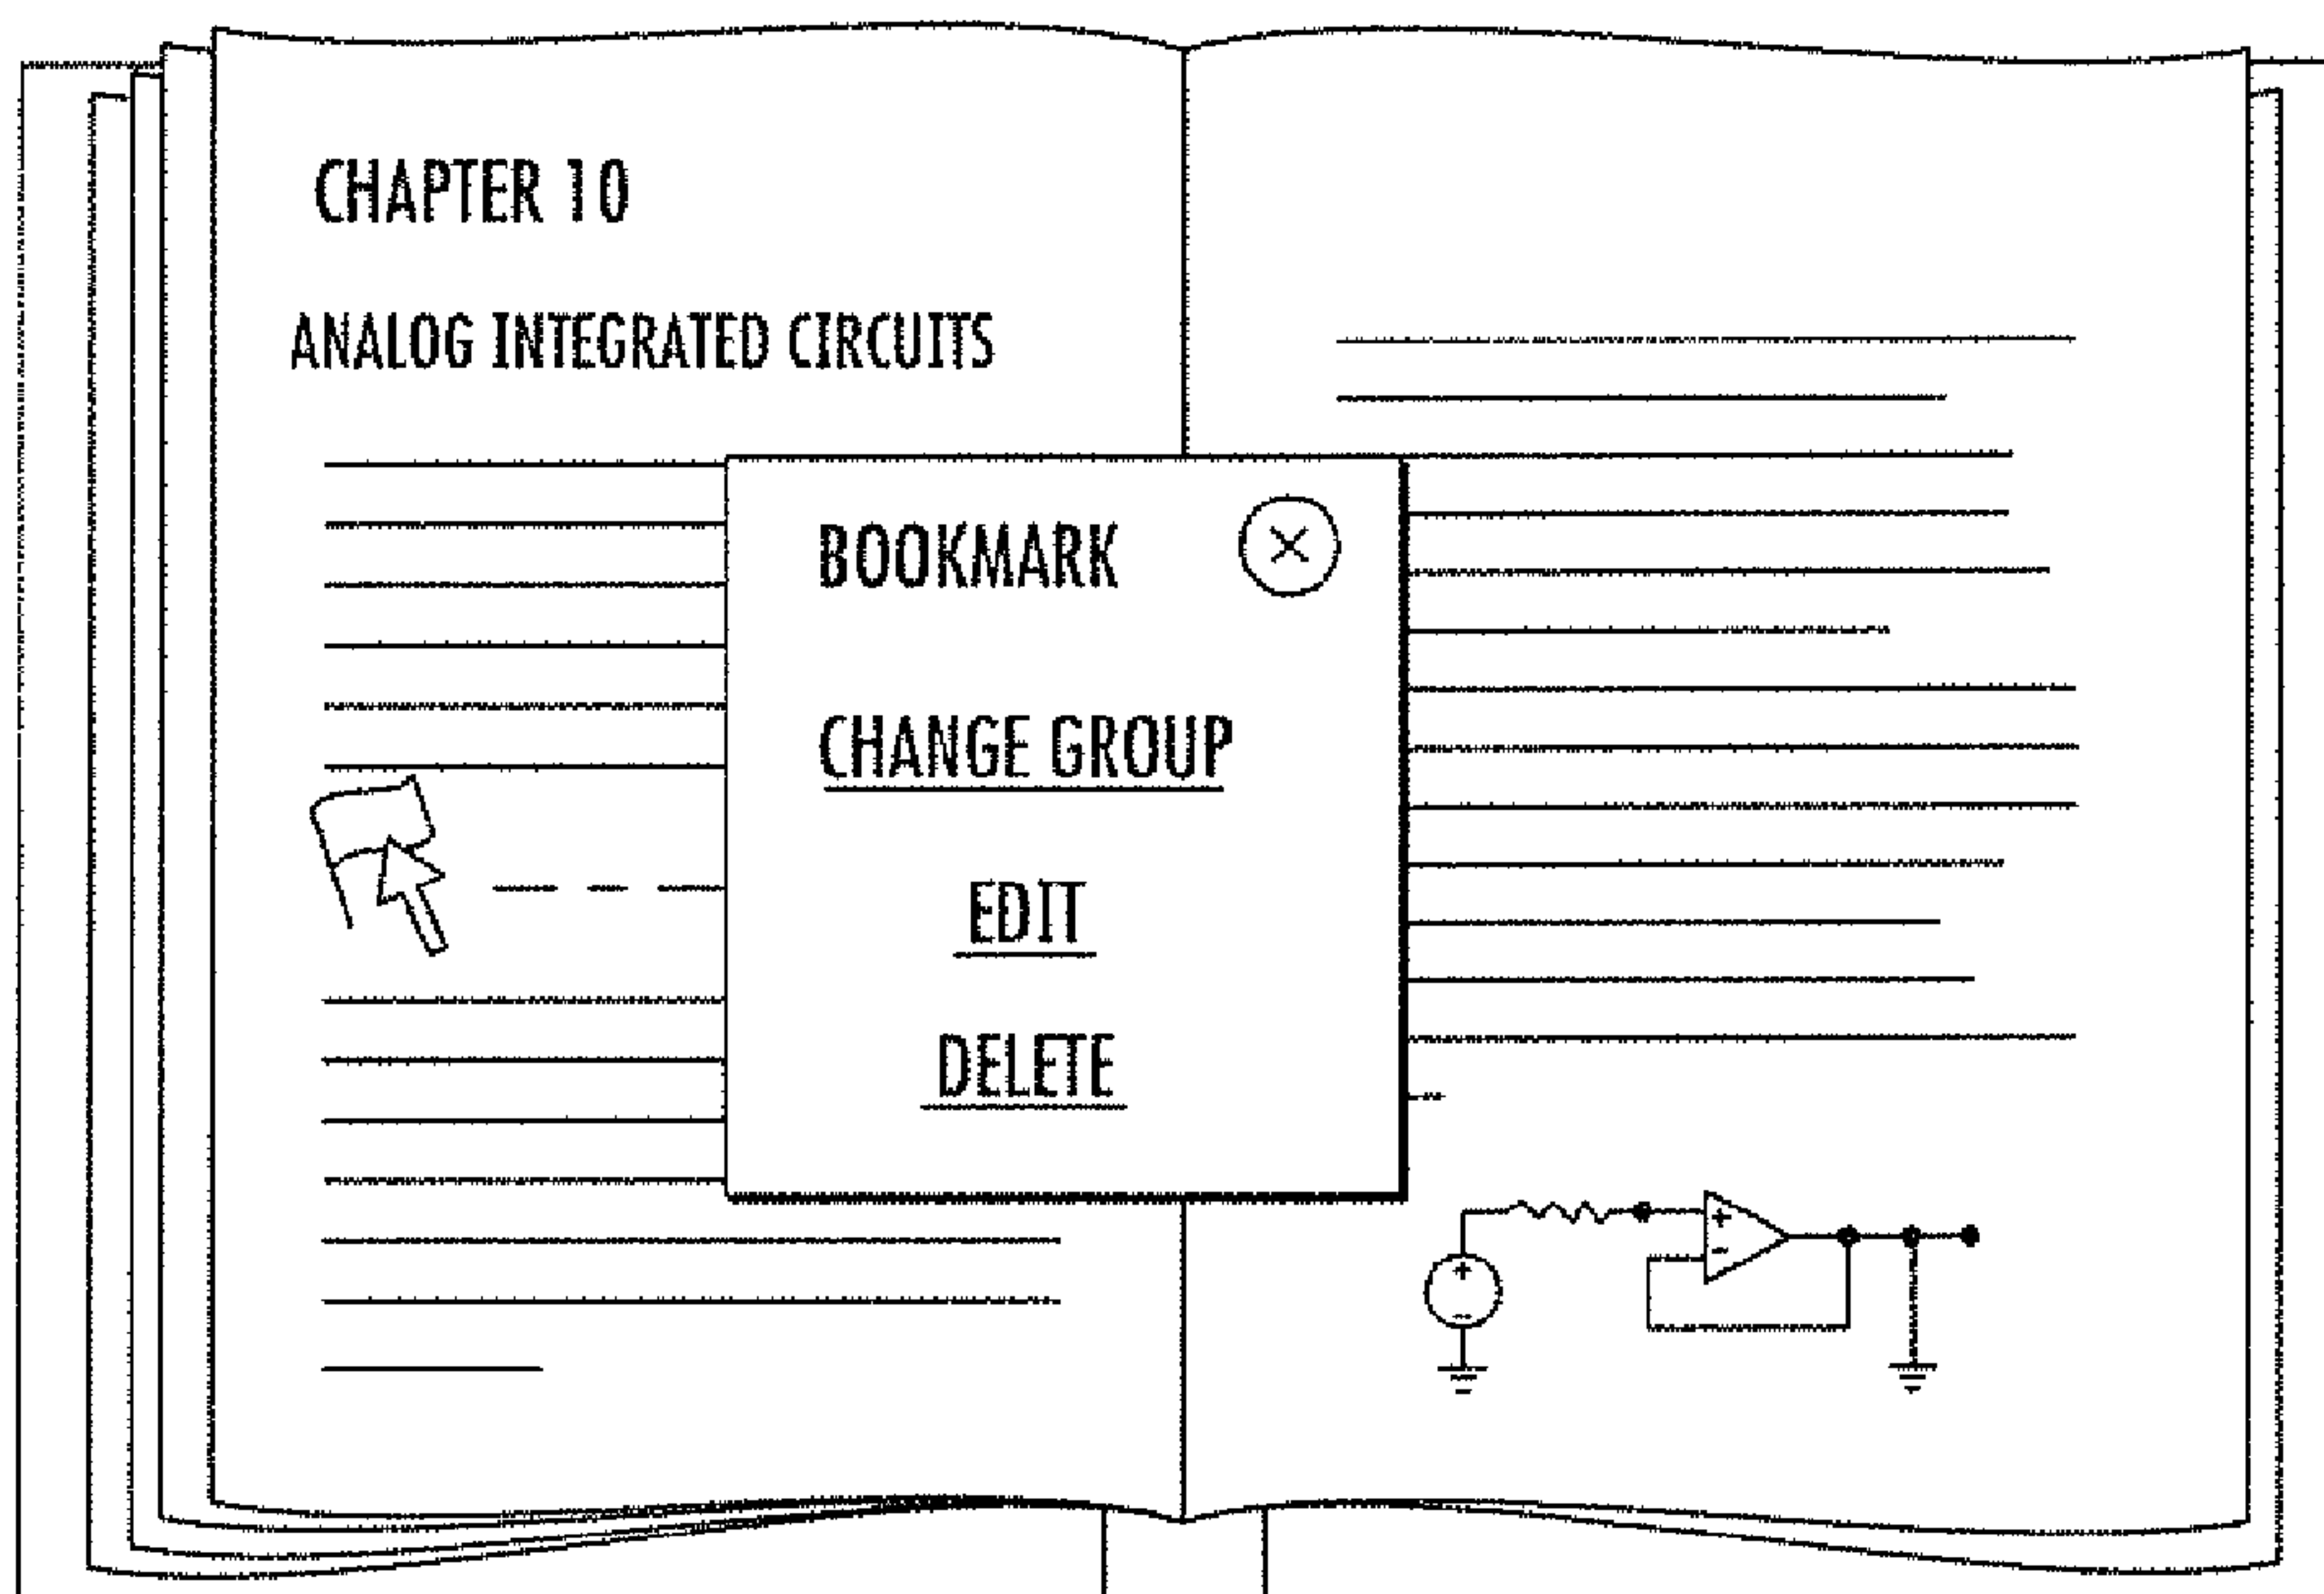 CHAPTER 10
ANALOG INTEGRATED CIRCUITS
BOOKMARK
CHANGE GROUP
EDIT
DELETE